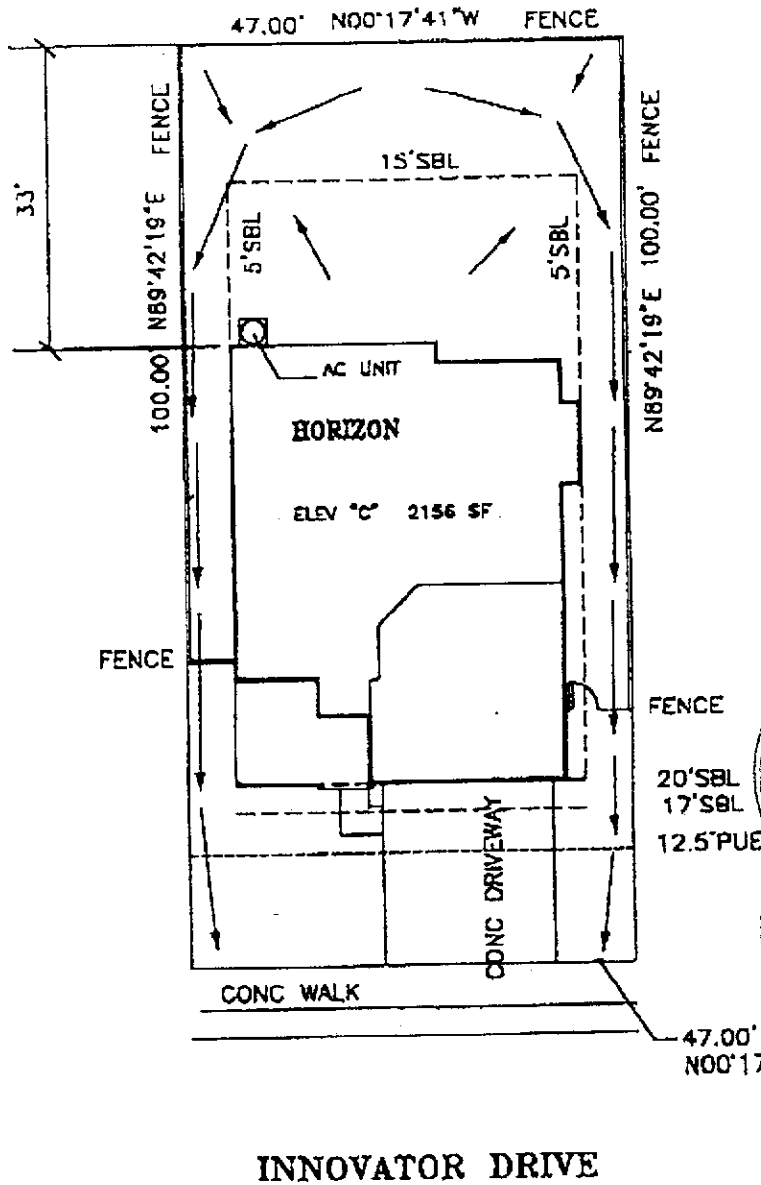 47.00' N00°17'41"W FENCE
FENCE
FENCE
33'
15'SBL
5'SBL
5'SBL
100.00' N89°42'19"E
N89°42'19"E 100.00'
AC UNIT
HORIZON
ELEV "C" 2156 SF
FENCE
FENCE
20'SBL
17'SBL
12.5'PUE
CONC DRIVEWAY
CONC WALK
47.00'
N00°17
INNOVATOR DRIVE